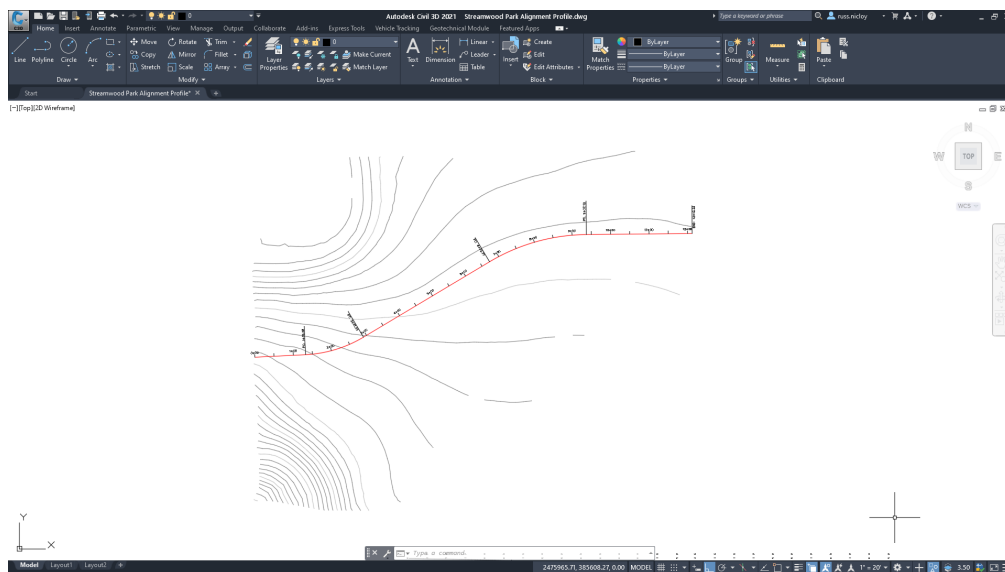 Autodesk Civil 3D 2021 Streamwood Park Alignment Profile.dwg
Type a keyword or phrase
russ.nicloy
Home Insert Annotate Parametric View Manage Output Collaborate Add-ins Express Tools Vehicle Tracking Geotechnical Module Featured Apps
Line Polyline Circle Arc
Move Rotate Trim
Copy Mirror Fillet
Stretch Scale Array
Layer Properties
0
Make Current
Match Layer
Text Dimension
Linear
Leader
Table
Insert
Create
Edit
Edit Attributes
Match Properties
ByLayer
ByLayer
ByLayer
Group
Measure
Paste
Draw Modify Layers Annotation Block Properties Groups Utilities Clipboard
Start Streamwood Park Alignment Profile*
[−][Top][2D Wireframe]
N
W TOP E
S
WCS
Y
X
Type a command
Model Layout1 Layout2 +
2475965.71, 385608.27, 0.00 MODEL 1" = 20' 3.50